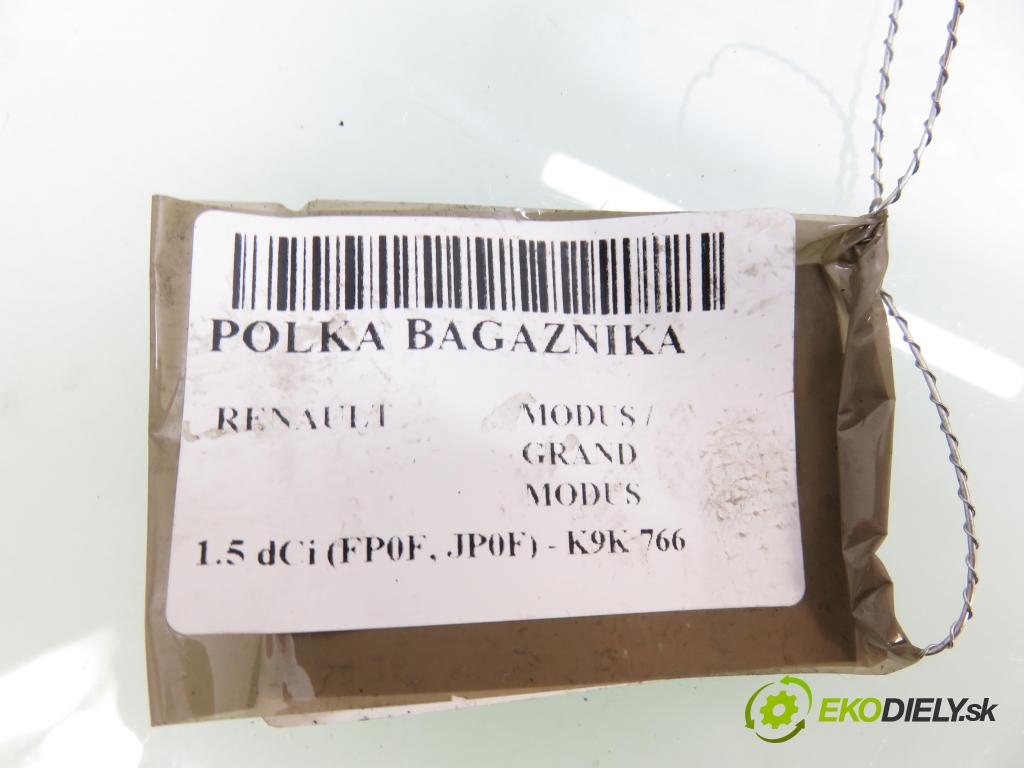 POLKA BAGAZNIKA
RENAULT MODUS /
GRAND
MODUS
1.5 dCi (FP0F, JP0F) - K9K 766
EKODIELY.sk